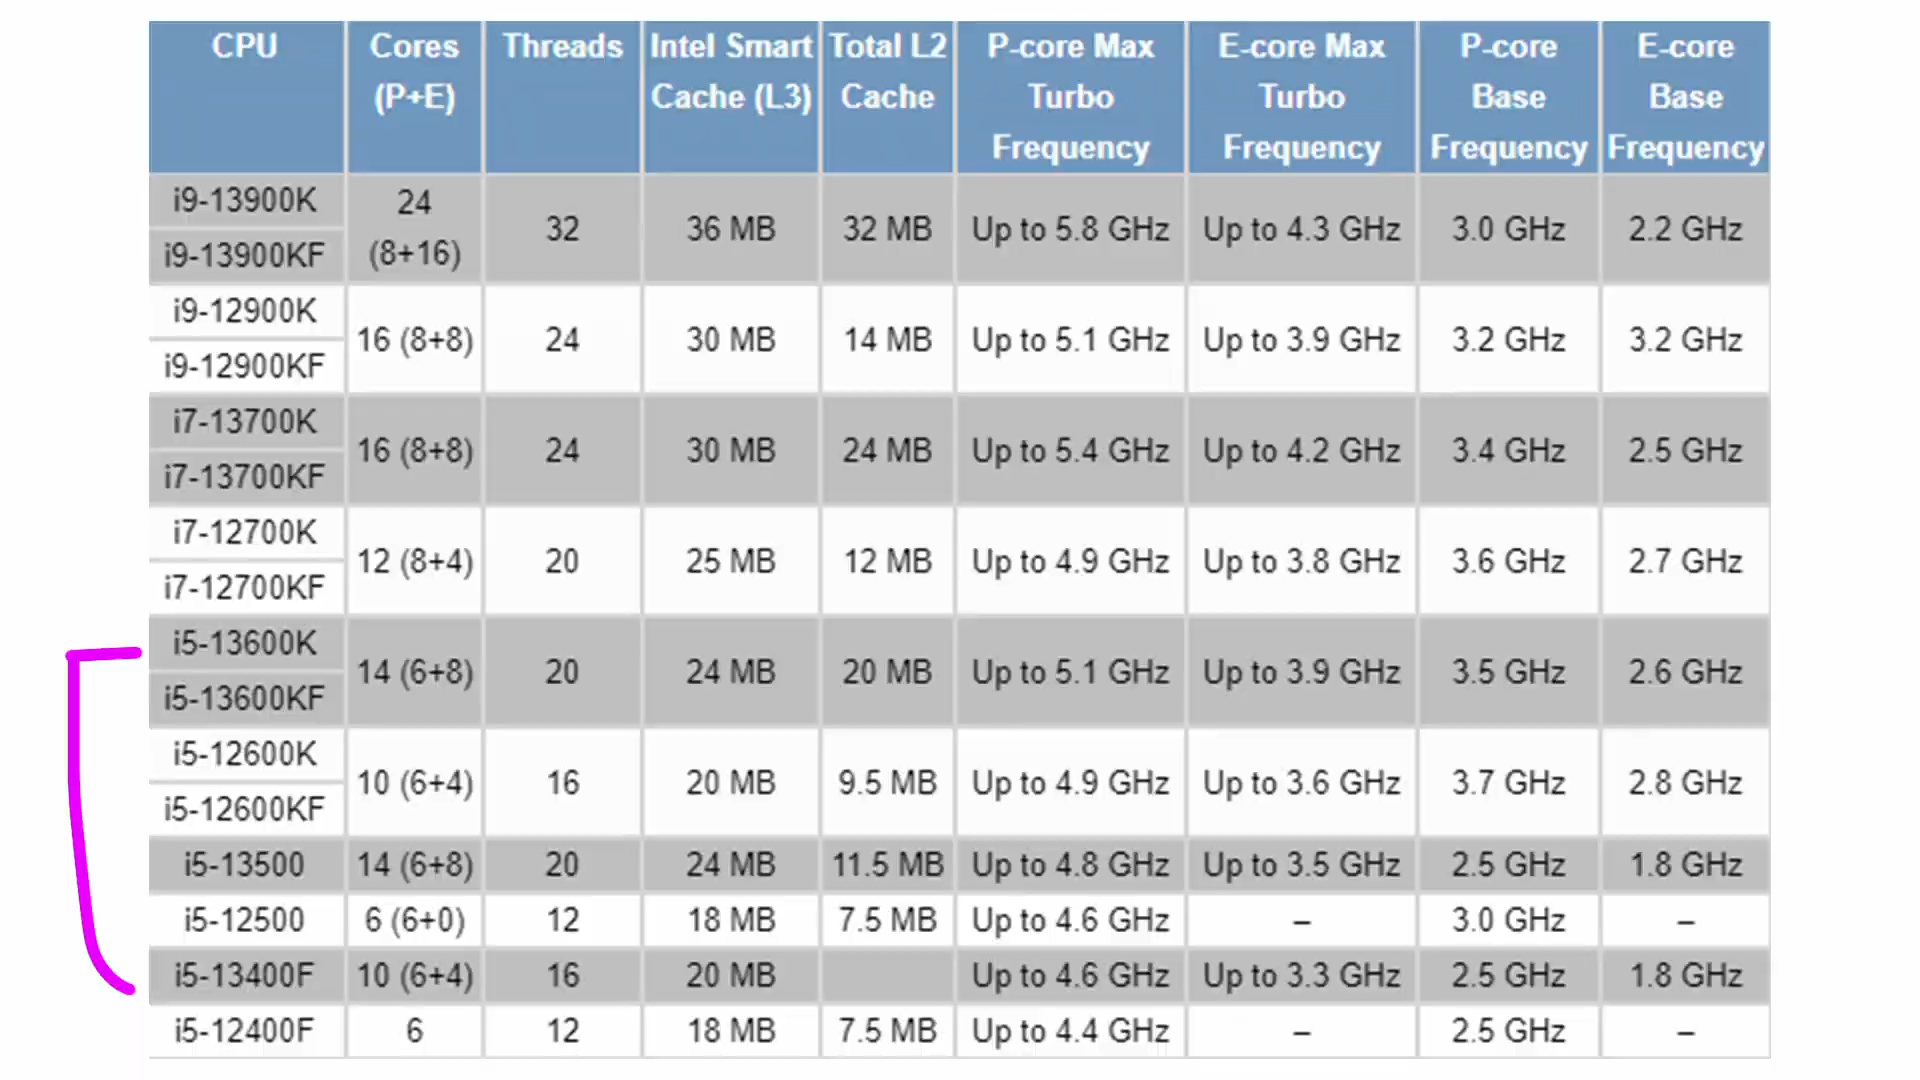 CPU Cores (P+E) Threads Intel Smart Cache (L3) Total L2 Cache P-core Max Turbo Frequency E-core Max Turbo Frequency P-core Base Frequency E-core Base Frequency
i9-13900K
i9-13900KF 24 (8+16) 32 36 MB 32 MB Up to 5.8 GHz Up to 4.3 GHz 3.0 GHz 2.2 GHz
i9-12900K
i9-12900KF 16 (8+8) 24 30 MB 14 MB Up to 5.1 GHz Up to 3.9 GHz 3.2 GHz 3.2 GHz
i7-13700K
i7-13700KF 16 (8+8) 24 30 MB 24 MB Up to 5.4 GHz Up to 4.2 GHz 3.4 GHz 2.5 GHz
i7-12700K
i7-12700KF 12 (8+4) 20 25 MB 12 MB Up to 4.9 GHz Up to 3.8 GHz 3.6 GHz 2.7 GHz
i5-13600K
i5-13600KF 14 (6+8) 20 24 MB 20 MB Up to 5.1 GHz Up to 3.9 GHz 3.5 GHz 2.6 GHz
i5-12600K
i5-12600KF 10 (6+4) 16 20 MB 9.5 MB Up to 4.9 GHz Up to 3.6 GHz 3.7 GHz 2.8 GHz
i5-13500 14 (6+8) 20 24 MB 11.5 MB Up to 4.8 GHz Up to 3.5 GHz 2.5 GHz 1.8 GHz
i5-12500 6 (6+0) 12 18 MB 7.5 MB Up to 4.6 GHz – 3.0 GHz –
i5-13400F 10 (6+4) 16 20 MB Up to 4.6 GHz Up to 3.3 GHz 2.5 GHz 1.8 GHz
i5-12400F 6 12 18 MB 7.5 MB Up to 4.4 GHz – 2.5 GHz –